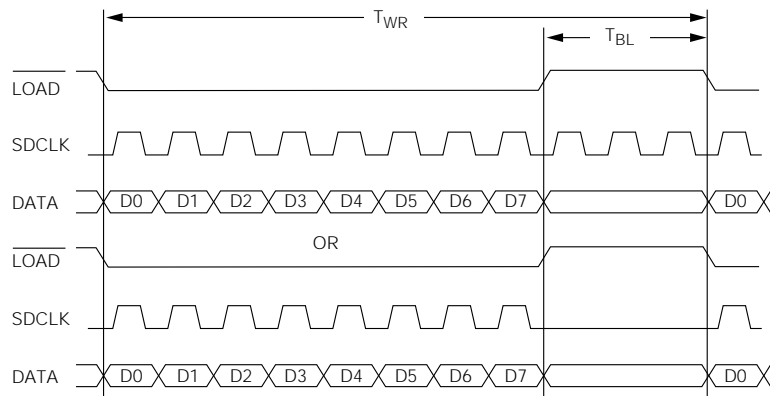 TWR
TBL
LOAD
SDCLK
DATA D0 D1 D2 D3 D4 D5 D6 D7 D0
OR
LOAD
SDCLK
DATA D0 D1 D2 D3 D4 D5 D6 D7 D0